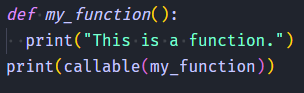 def my_function():
  print("This is a function.")
print(callable(my_function))